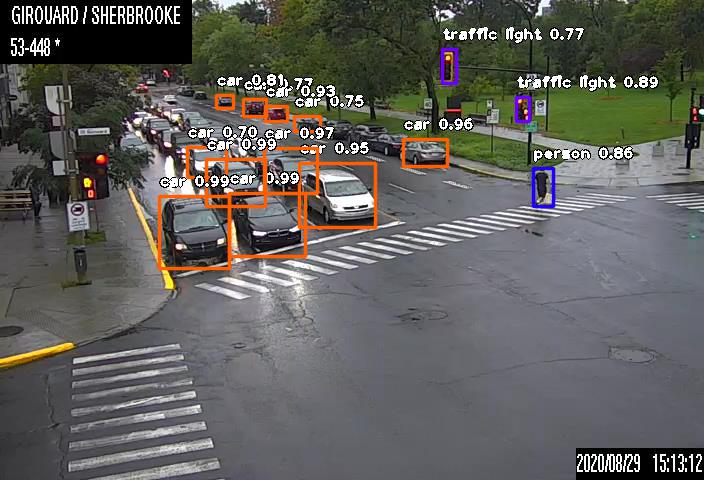 GIROUARD / SHERBROOKE
53-448 *
traffic light 0.77
traffic light 0.89
car 0.81
0.77
car 0.93
car 0.75
car 0.70
car 0.97
car 0.96
car 0.99
car 0.95
person 0.86
car 0.99
car 0.99
2020/08/29 15:13:12